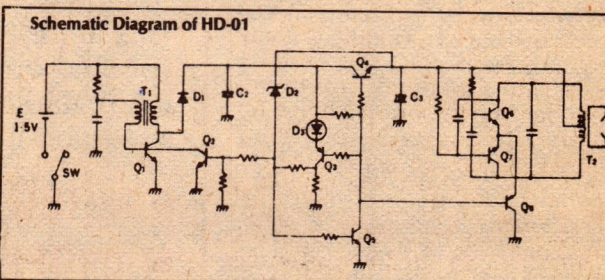 Schematic Diagram of HD-01
Q4
T1
D1
C2
D2
C3
E
1·5V
D3
Q6
Q2
Q3
Q7
T2
SW
Q1
Q5
Q8